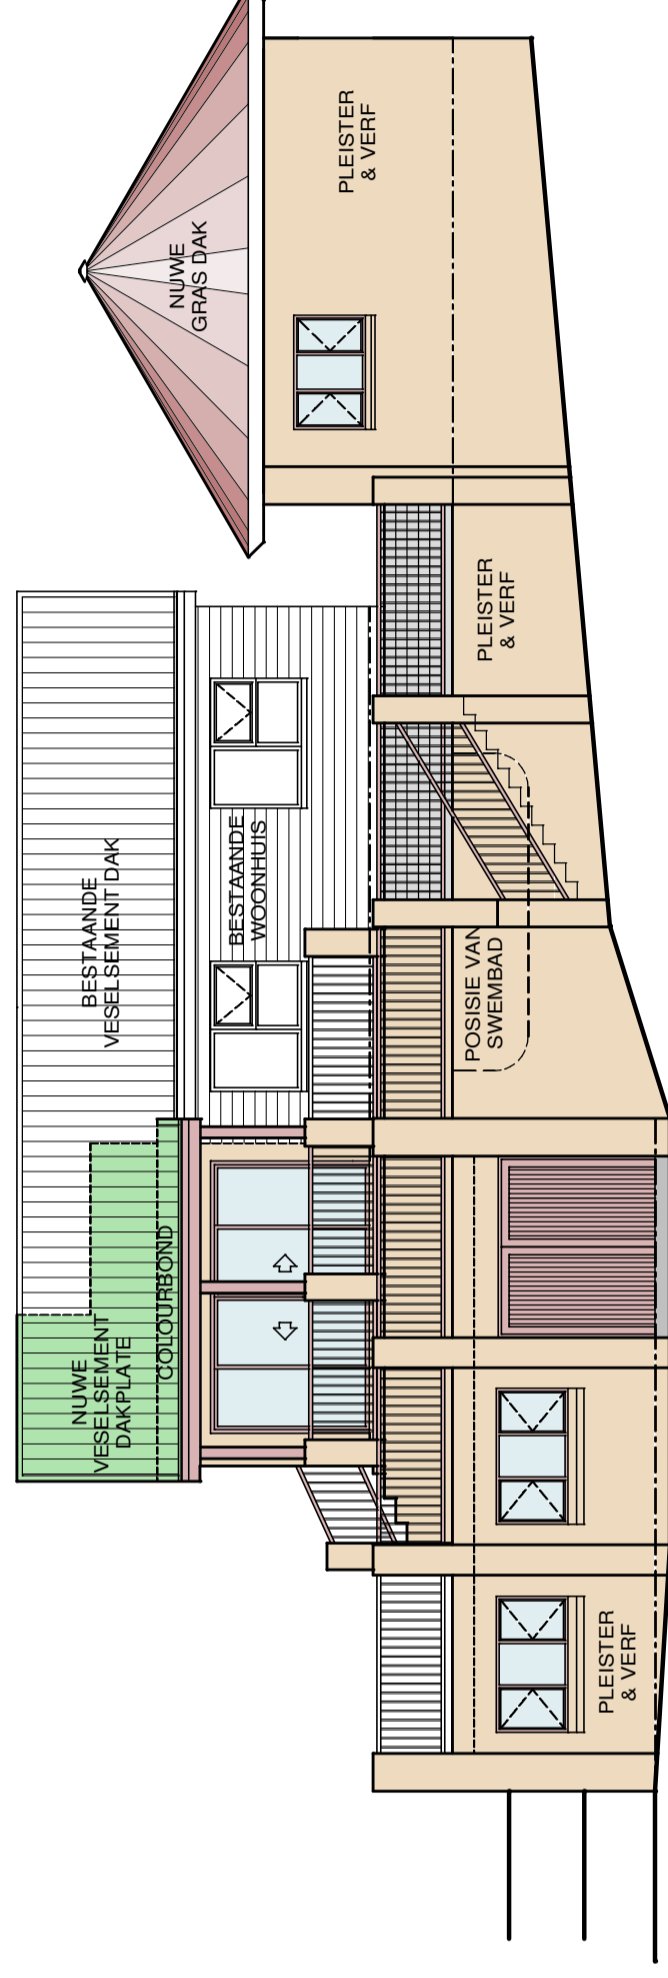 NUWE
VESELSEMENT
DAKPLATE
COLOURBOND
BESTAANDE
VESELSEMENT DAK
BESTAANDE
WOONHUIS
NUWE
GRAS DAK
PLEISTER
& VERF
PLEISTER
& VERF
POSISIE VAN
SWEMBAD
PLEISTER
& VERF